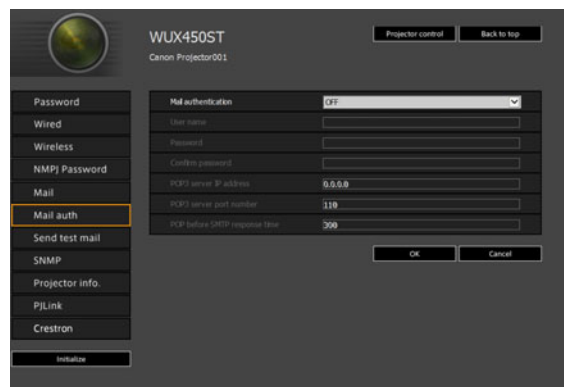 WUX450ST
Canon Projector001
Projector control
Back to top
Password
Wired
Wireless
NMPJ Password
Mail
Mail auth
Send test mail
SNMP
Projector info.
PJLink
Crestron
Initialize
Mail authentication OFF
User name
Password
Confirm password
POP3 server IP address 0.0.0.0
POP3 server port number 110
POP before SMTP response time 300
OK
Cancel